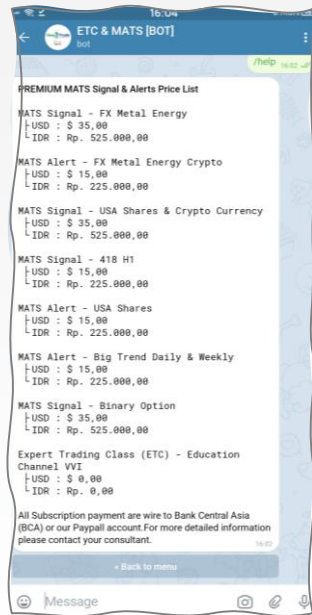 16:04
ETC & MATS [BOT]
bot
/help 16:02
PREMIUM MATS Signal & Alerts Price List
MATS Signal - FX Metal Energy
├USD : $ 35,00
└IDR : Rp. 525.000,00
MATS Alert - FX Metal Energy Crypto
├USD : $ 15,00
└IDR : Rp. 225.000,00
MATS Signal - USA Shares & Crypto Currency
├USD : $ 35,00
└IDR : Rp. 525.000,00
MATS Signal - 418 H1
├USD : $ 15,00
└IDR : Rp. 225.000,00
MATS Alert - USA Shares
├USD : $ 15,00
└IDR : Rp. 225.000,00
MATS Alert - Big Trend Daily & Weekly
├USD : $ 15,00
└IDR : Rp. 225.000,00
MATS Signal - Binary Option
├USD : $ 35,00
└IDR : Rp. 525.000,00
Expert Trading Class (ETC) - Education
Channel VVI
├USD : $ 0,00
└IDR : Rp. 0,00
All Subscription payment are wire to Bank Central Asia
(BCA) or our Paypall account.For more detailed information
please contact your consultant.
16:02
« Back to menu
Message